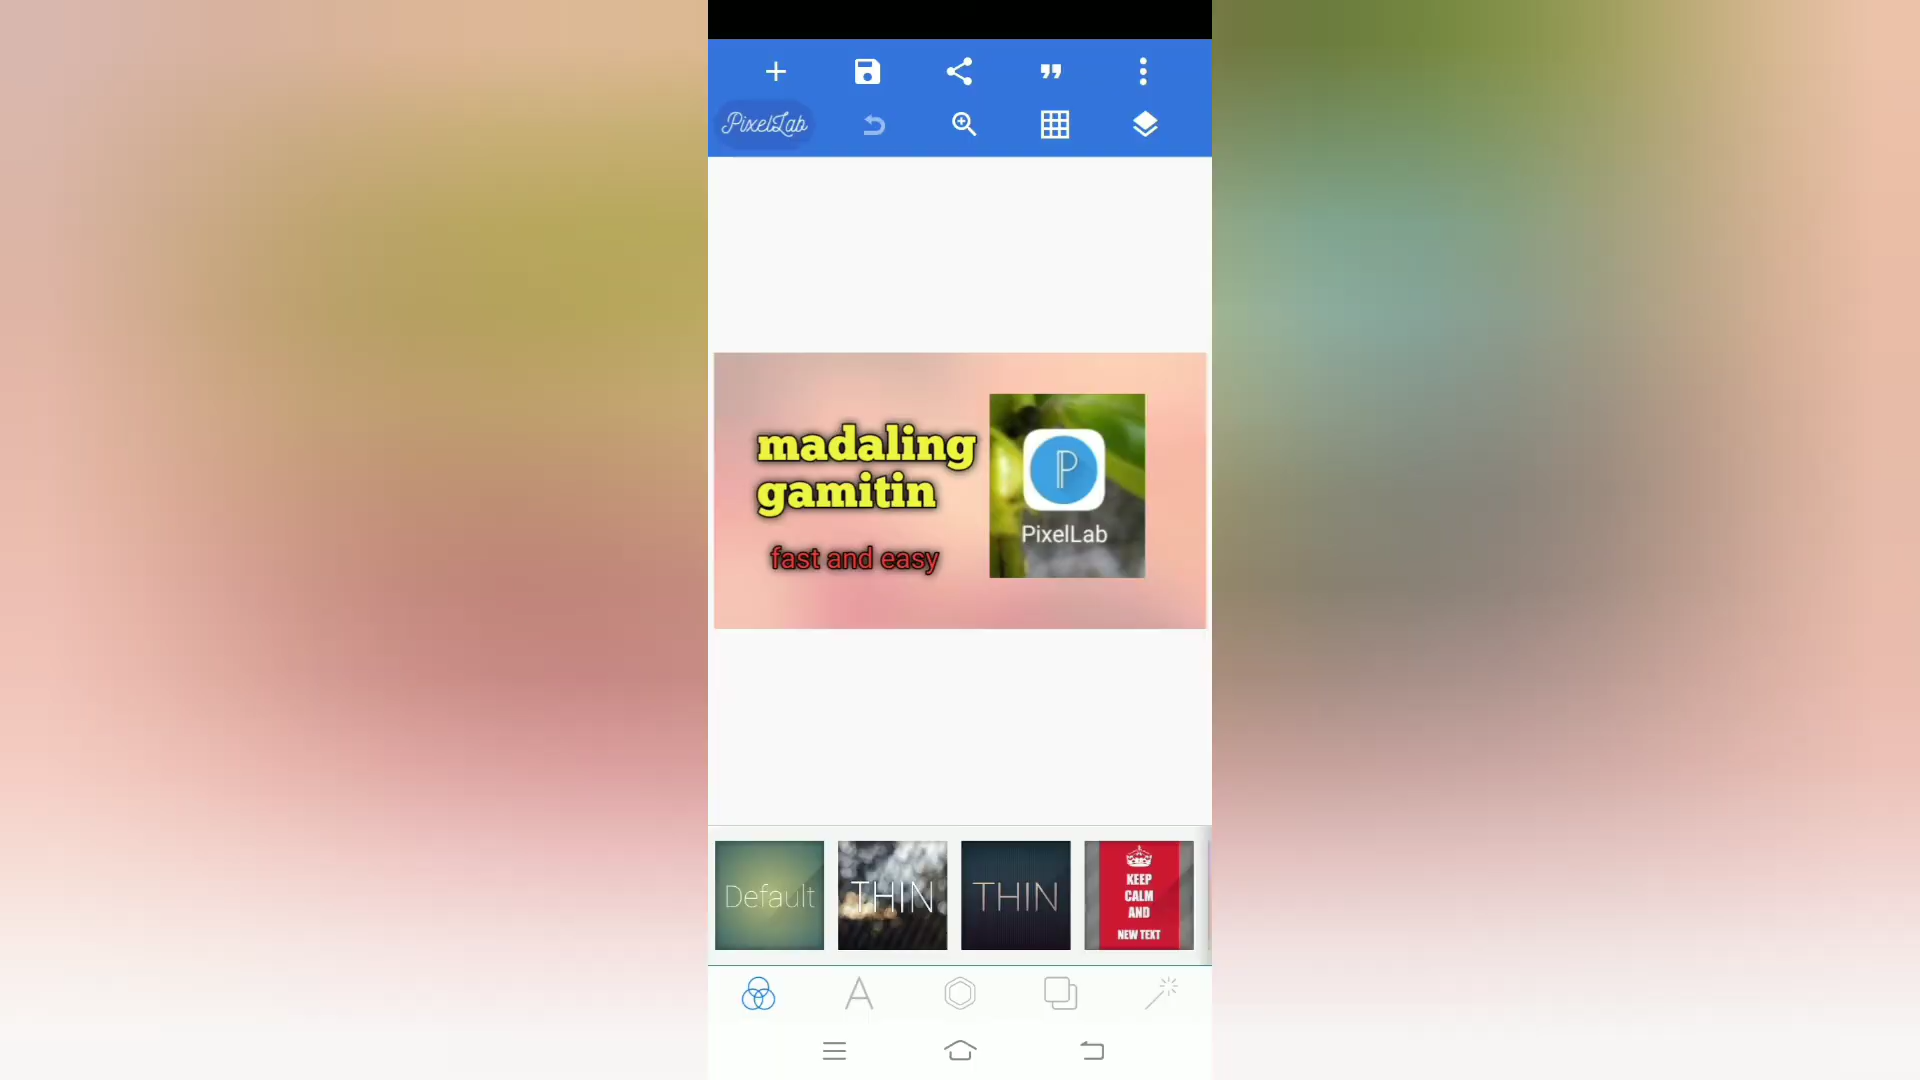 PixelLab
madaling
gamitin
fast and easy
P
PixelLab
Default
THIN
THIN
KEEP
CALM
AND
NEW TEXT
A